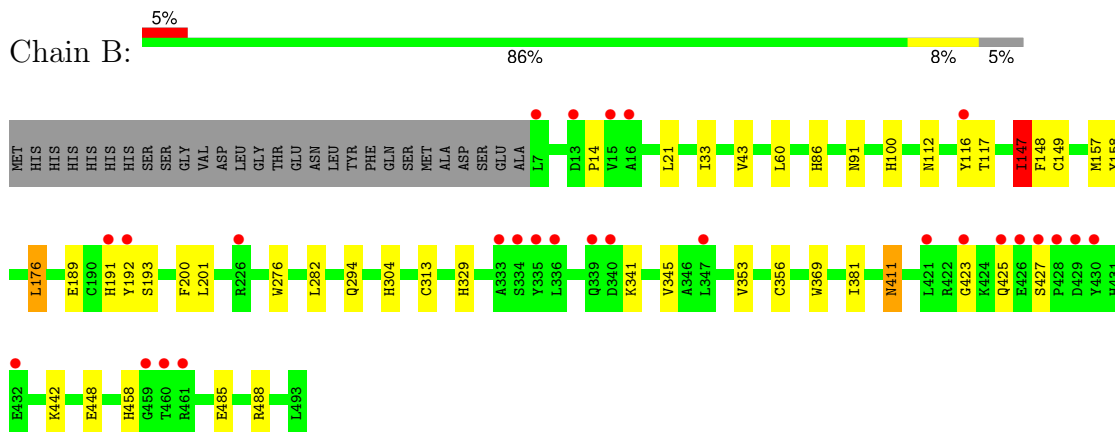 5%
Chain B:
86% 8% 5%
MET HIS HIS HIS HIS HIS HIS SER SER GLY VAL ASP LEU GLY THR GLU ASN LEU TYR PHE GLN SER MET ALA ASP SER GLU ALA L7 D13 P14 V15 A16 L21 I33 V43 L60 H86 N91 H100 N112 Y116 T117 I147 F148 C149 M157 Y158
L176 E189 C190 H191 Y192 S193 F200 L201 R226 W276 L282 Q294 H304 C313 H329 A333 S334 Y335 L336 Q339 D340 K341 V345 A346 L347 V353 C356 W369 I381 N411 L421 R422 G423 K424 Q425 E426 S427 P428 D429 Y430 H431
E432 K442 E448 H458 G459 T460 R461 E485 R488 L493